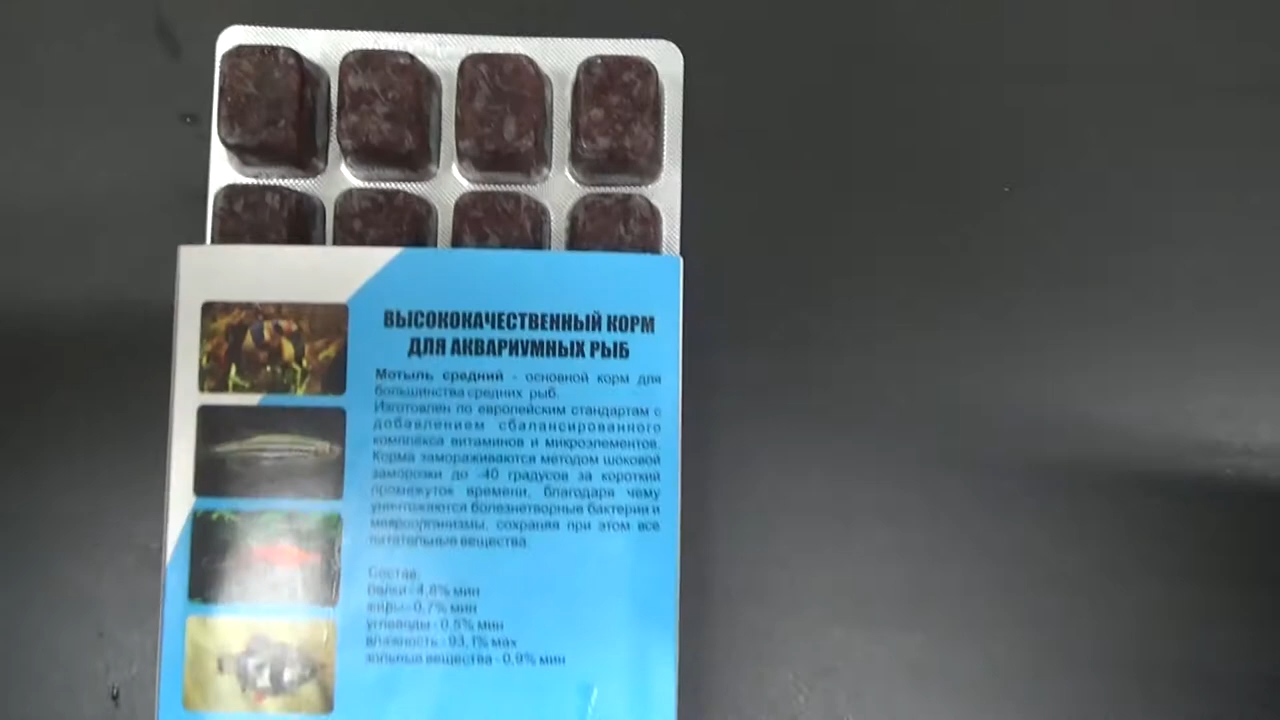 ВЫСОКОКАЧЕСТВЕННЫЙ КОРМ
ДЛЯ АКВАРИУМНЫХ РЫБ
Мотыль средний - основной корм для
большинства средних рыб.
Изготовлен по европейским стандартам с
добавлением сбалансированного
комплекса витаминов и микроэлементов.
Корма замораживаются методом шоковой
заморозки до -40 градусов за короткий
промежуток времени, благодаря чему
уничтожаются болезнетворные бактерии и
микроорганизмы, сохраняя при этом все
питательные вещества.
Состав:
белки - 4,8% мин
жиры - 0,7% мин
углеводы - 0,5% мин
влажность - 93,1% мах
зольные вещества - 0,9% мин